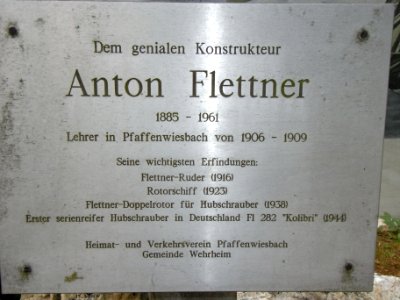 Dem genialen Konstrukteur
Anton Flettner
1885 - 1961
Lehrer in Pfaffenwiesbach von 1906 - 1909
Seine wichtigsten Erfindungen:
Flettner-Ruder (1916)
Rotorschiff (1923)
Flettner-Doppelrotor für Hubschrauber (1938)
Erster serienreifer Hubschrauber in Deutschland Fl 282 "Kolibri" (1944)
Heimat- und Verkehrsverein Pfaffenwiesbach
Gemeinde Wehrheim